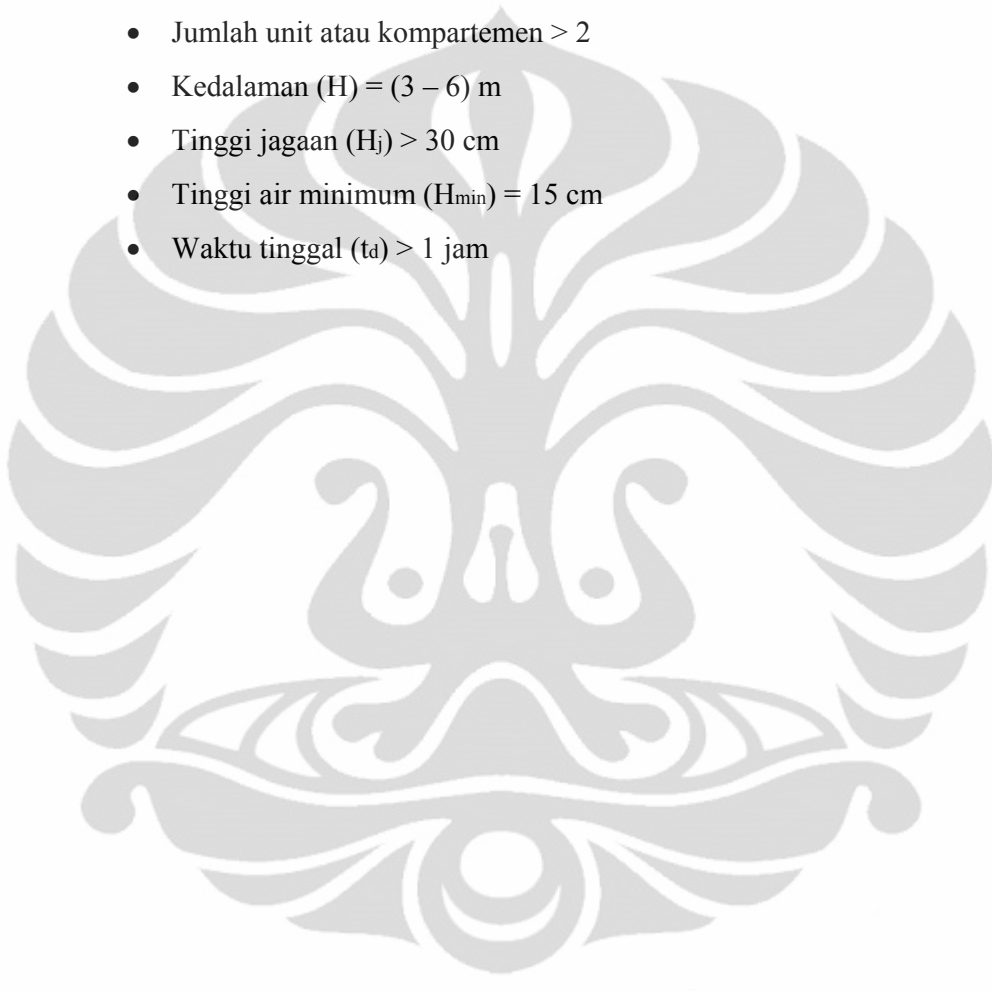 • Jumlah unit atau kompartemen > 2
• Kedalaman (H) = (3 – 6) m
• Tinggi jagaan (Hj) > 30 cm
• Tinggi air minimum (Hmin) = 15 cm
• Waktu tinggal (td) > 1 jam